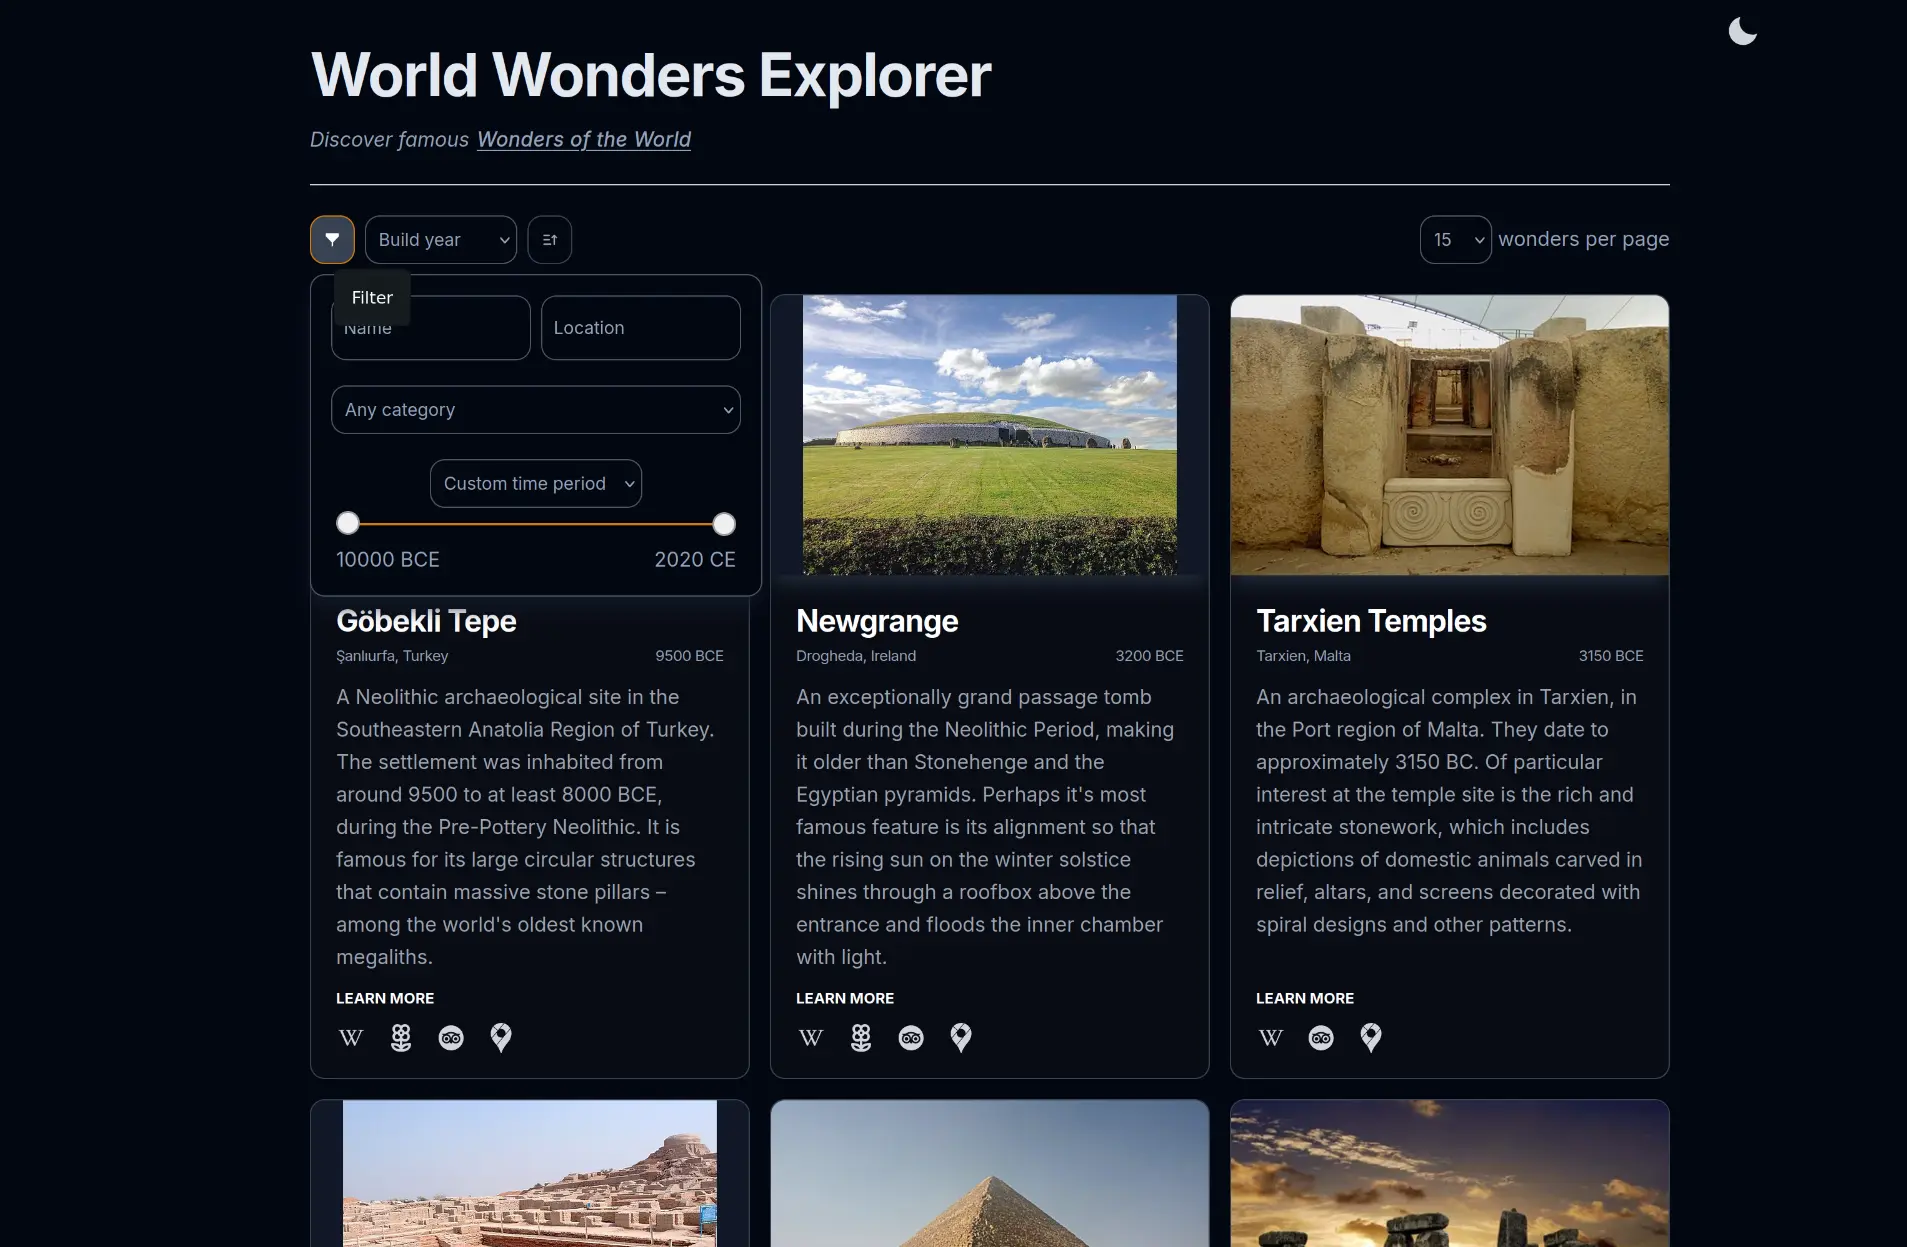 World Wonders Explorer
Discover famous Wonders of the World
Build year
15 wonders per page
Filter
Name
Location
Any category
Custom time period
10000 BCE
2020 CE
Göbekli Tepe
Şanlıurfa, Turkey
9500 BCE
A Neolithic archaeological site in the
Southeastern Anatolia Region of Turkey.
The settlement was inhabited from
around 9500 to at least 8000 BCE,
during the Pre-Pottery Neolithic. It is
famous for its large circular structures
that contain massive stone pillars –
among the world's oldest known
megaliths.
LEARN MORE
W
Newgrange
Drogheda, Ireland
3200 BCE
An exceptionally grand passage tomb
built during the Neolithic Period, making
it older than Stonehenge and the
Egyptian pyramids. Perhaps it's most
famous feature is its alignment so that
the rising sun on the winter solstice
shines through a roofbox above the
entrance and floods the inner chamber
with light.
LEARN MORE
W
Tarxien Temples
Tarxien, Malta
3150 BCE
An archaeological complex in Tarxien, in
the Port region of Malta. They date to
approximately 3150 BC. Of particular
interest at the temple site is the rich and
intricate stonework, which includes
depictions of domestic animals carved in
relief, altars, and screens decorated with
spiral designs and other patterns.
LEARN MORE
W